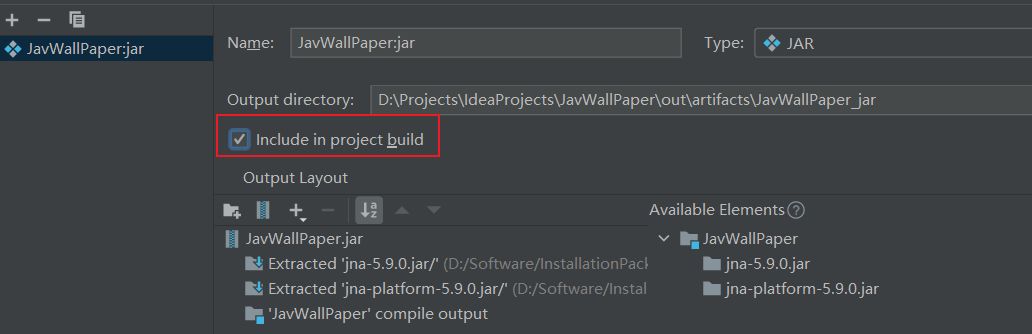 JavWallPaper:jar
Name: JavWallPaper:jar Type: JAR
Output directory: D:\Projects\IdeaProjects\JavWallPaper\out\artifacts\JavWallPaper_jar
Include in project build
Output Layout
Available Elements ?
JavWallPaper.jar
Extracted 'jna-5.9.0.jar/' (D:/Software/InstallationPack
Extracted 'jna-platform-5.9.0.jar/' (D:/Software/Instal
'JavWallPaper' compile output
JavWallPaper
jna-5.9.0.jar
jna-platform-5.9.0.jar